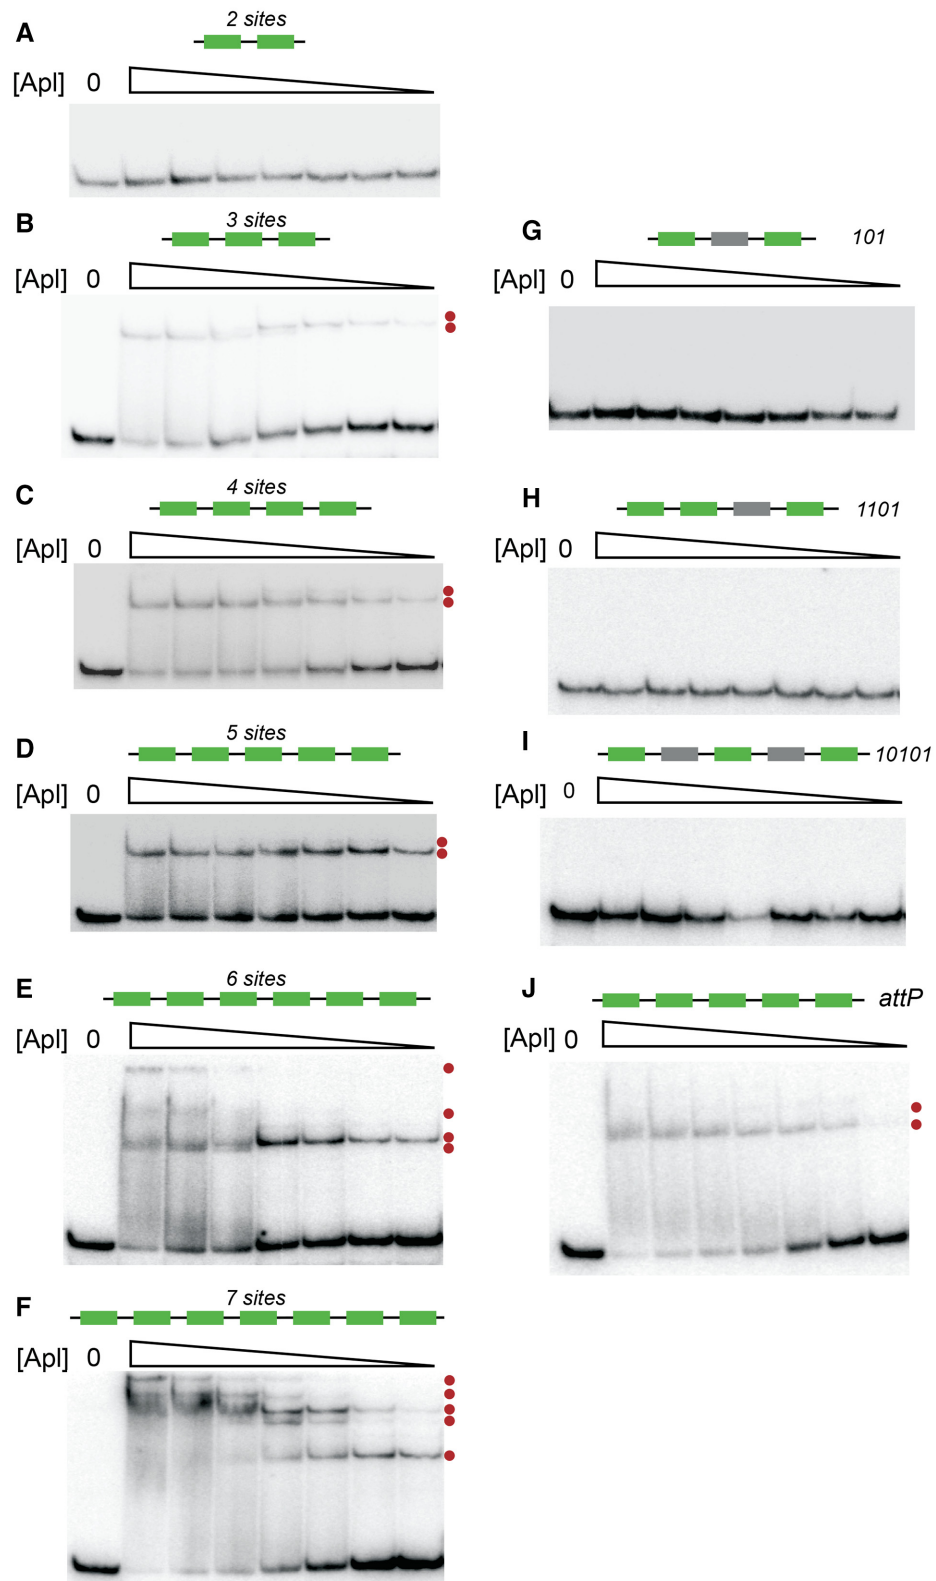 A
2 sites
[Apl] 0
B
3 sites
[Apl] 0
C
4 sites
[Apl] 0
D
5 sites
[Apl] 0
E
6 sites
[Apl] 0
F
7 sites
[Apl] 0
G
101
[Apl] 0
H
1101
[Apl] 0
I
10101
[Apl] 0
J
attP
[Apl] 0